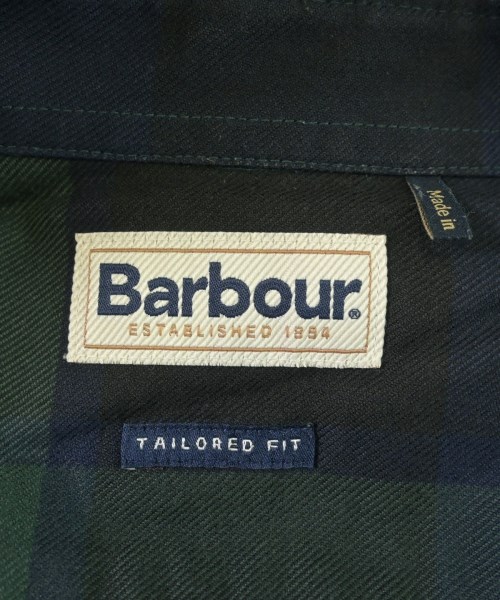 Made in
Barbour®
ESTABLISHED 1894
TAILORED FIT